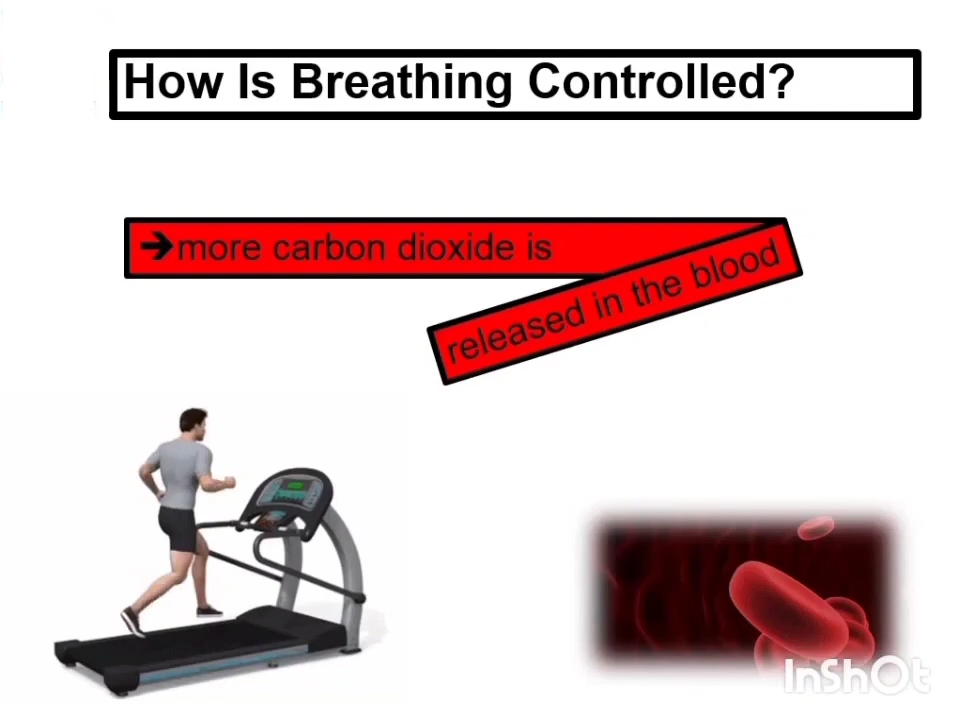 How Is Breathing Controlled?
➔more carbon dioxide is
released in the blood
InShOt